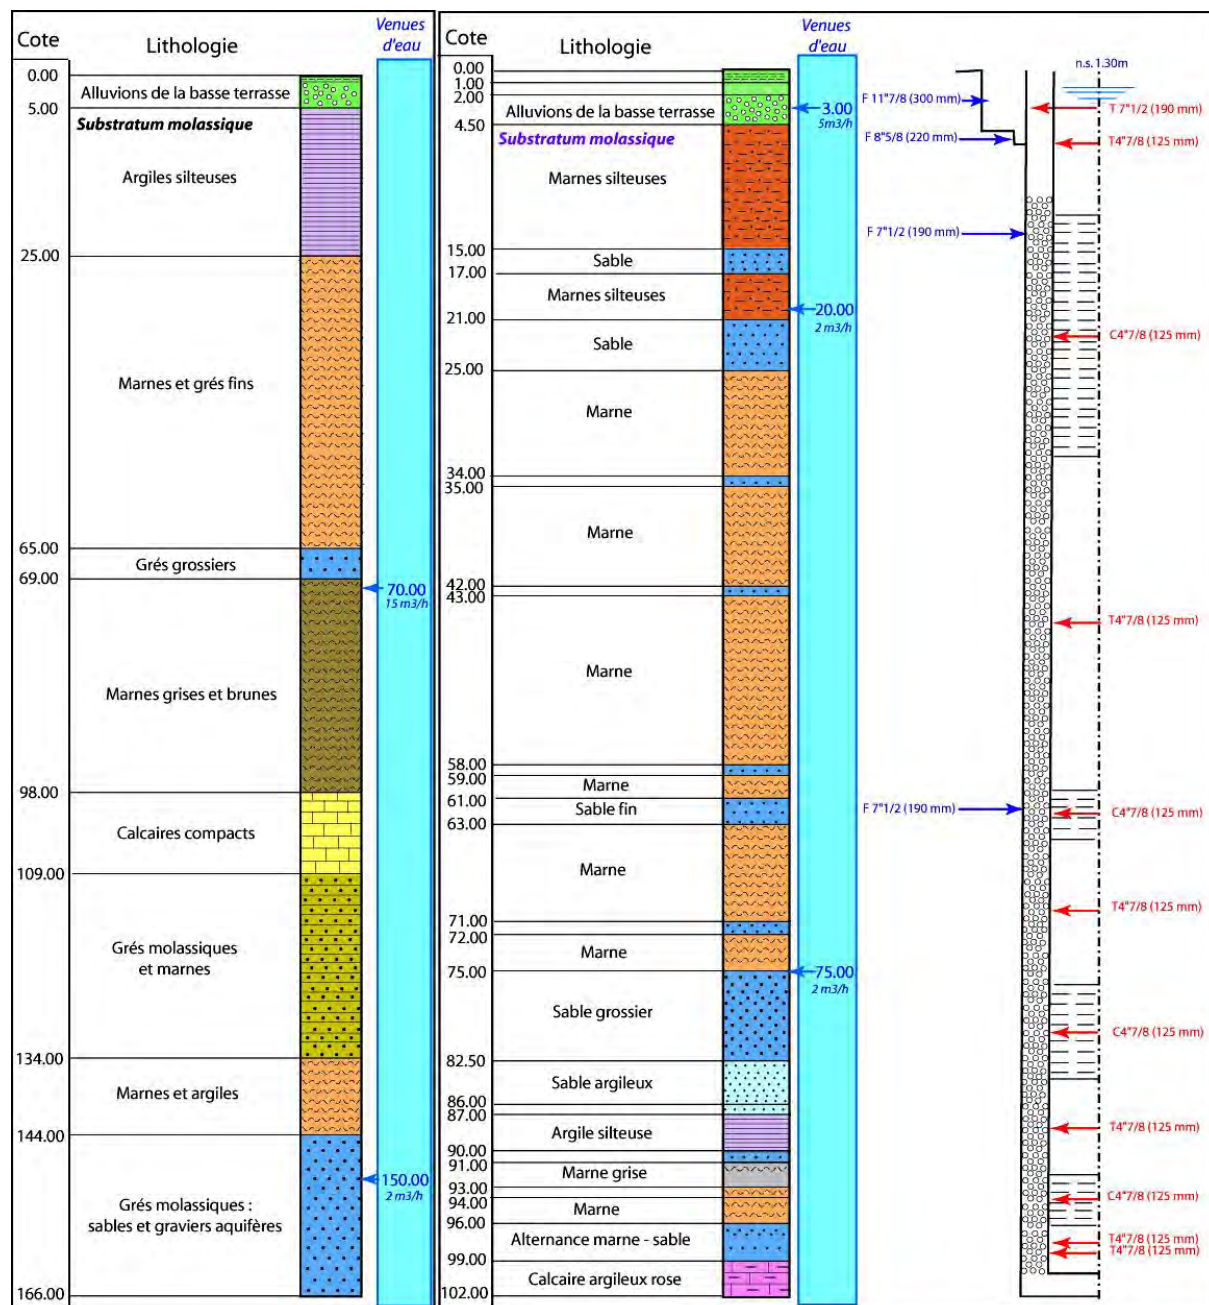 Cote
Lithologie
Venues
d'eau
0.00
Alluvions de la basse terrasse
5.00
Substratum molassique
Argiles silteuses
25.00
Marnes et grés fins
65.00
Grés grossiers
69.00
70.00
15 m3/h
Marnes grises et brunes
98.00
Calcaires compacts
109.00
Grés molassiques
et marnes
134.00
Marnes et argiles
144.00
150.00
2 m3/h
Grés molassiques :
sables et graviers aquifères
166.00
Cote
Lithologie
Venues
d'eau
0.00
1.00
2.00
Alluvions de la basse terrasse
3.00
5m3/h
4.50
Substratum molassique
Marnes silteuses
15.00
Sable
17.00
Marnes silteuses
20.00
2 m3/h
21.00
Sable
25.00
Marne
34.00
35.00
Marne
42.00
43.00
Marne
58.00
59.00
Marne
61.00
Sable fin
63.00
Marne
71.00
72.00
Marne
75.00
75.00
2 m3/h
Sable grossier
82.50
Sable argileux
86.00
87.00
Argile silteuse
90.00
91.00
Marne grise
93.00
94.00
Marne
96.00
Alternance marne - sable
99.00
Calcaire argileux rose
102.00
n.s. 1.30m
F 11"7/8 (300 mm)
T 7"1/2 (190 mm)
F 8"5/8 (220 mm)
T4"7/8 (125 mm)
F 7"1/2 (190 mm)
C4"7/8 (125 mm)
T4"7/8 (125 mm)
F 7"1/2 (190 mm)
C4"7/8 (125 mm)
T4"7/8 (125 mm)
C4"7/8 (125 mm)
T4"7/8 (125 mm)
C4"7/8 (125 mm)
T4"7/8 (125 mm)
T4"7/8 (125 mm)